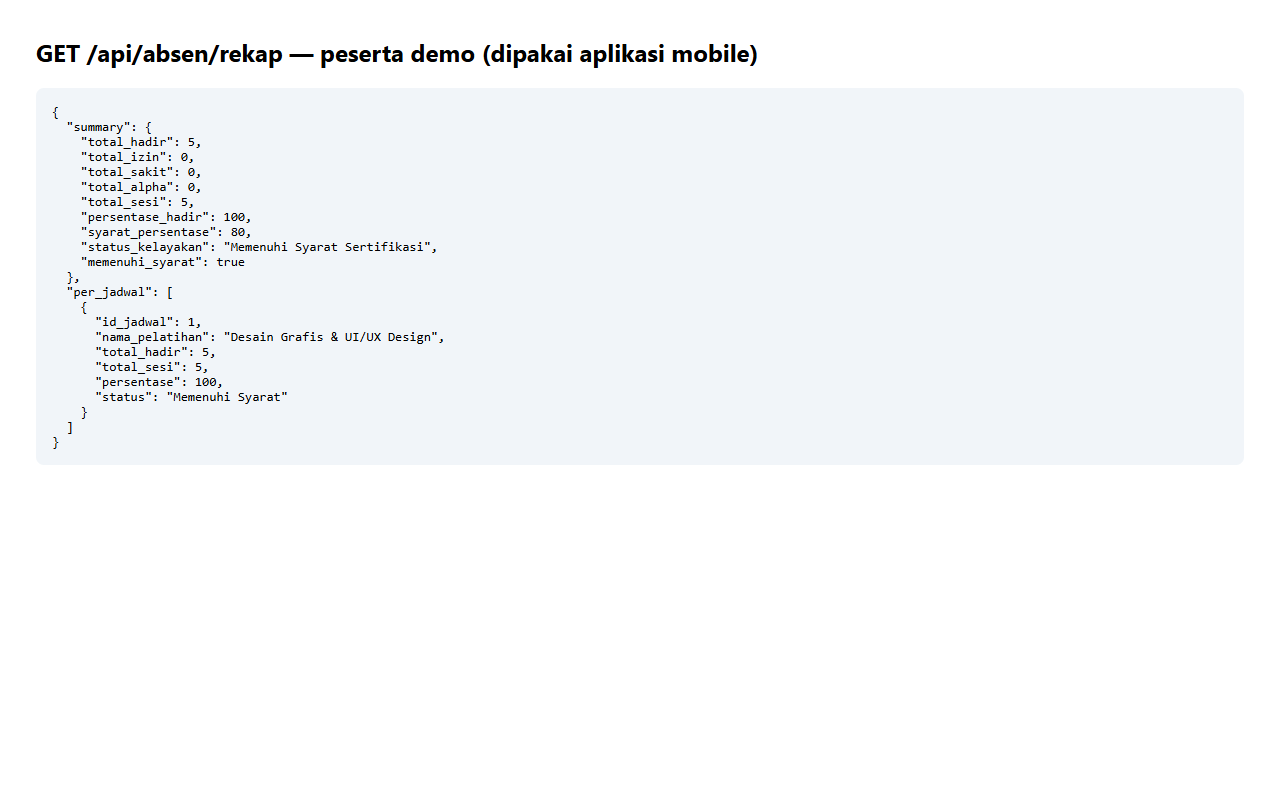 GET /api/absen/rekap — peserta demo (dipakai aplikasi mobile)
{
  "summary": {
    "total_hadir": 5,
    "total_izin": 0,
    "total_sakit": 0,
    "total_alpha": 0,
    "total_sesi": 5,
    "persentase_hadir": 100,
    "syarat_persentase": 80,
    "status_kelayakan": "Memenuhi Syarat Sertifikasi",
    "memenuhi_syarat": true
  },
  "per_jadwal": [
    {
      "id_jadwal": 1,
      "nama_pelatihan": "Desain Grafis & UI/UX Design",
      "total_hadir": 5,
      "total_sesi": 5,
      "persentase": 100,
      "status": "Memenuhi Syarat"
    }
  ]
}